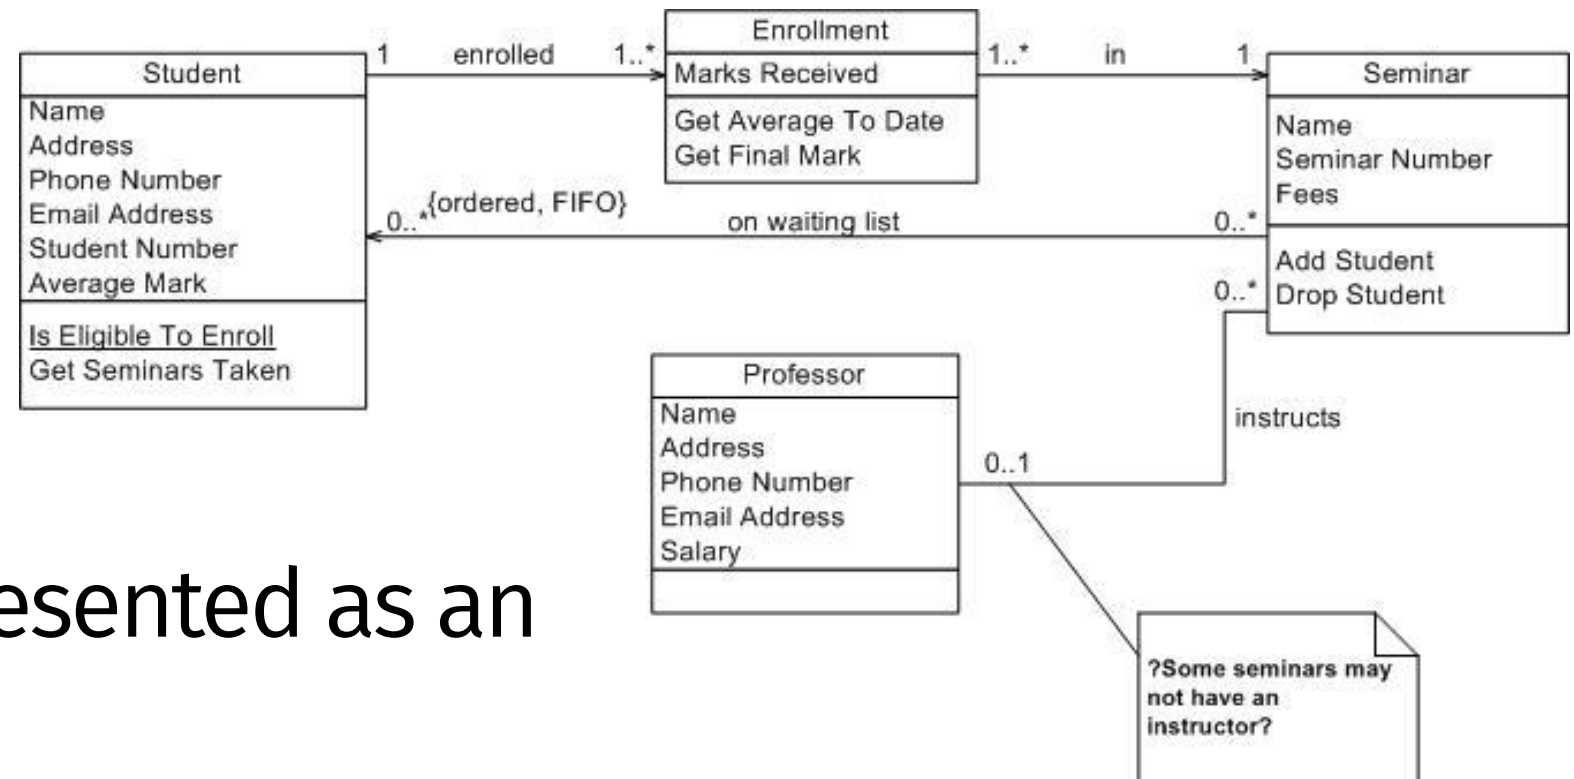 Student
Name
Address
Phone Number
Email Address
Student Number
Average Mark
Is Eligible To Enroll
Get Seminars Taken
1
enrolled
1..*
Enrollment
Marks Received
Get Average To Date
Get Final Mark
1..*
in
1
Seminar
Name
Seminar Number
Fees
Add Student
Drop Student
0..*
{ordered, FIFO}
on waiting list
0..*
0..*
instructs
0..1
Professor
Name
Address
Phone Number
Email Address
Salary
esented as an
?Some seminars may
not have an
instructor?